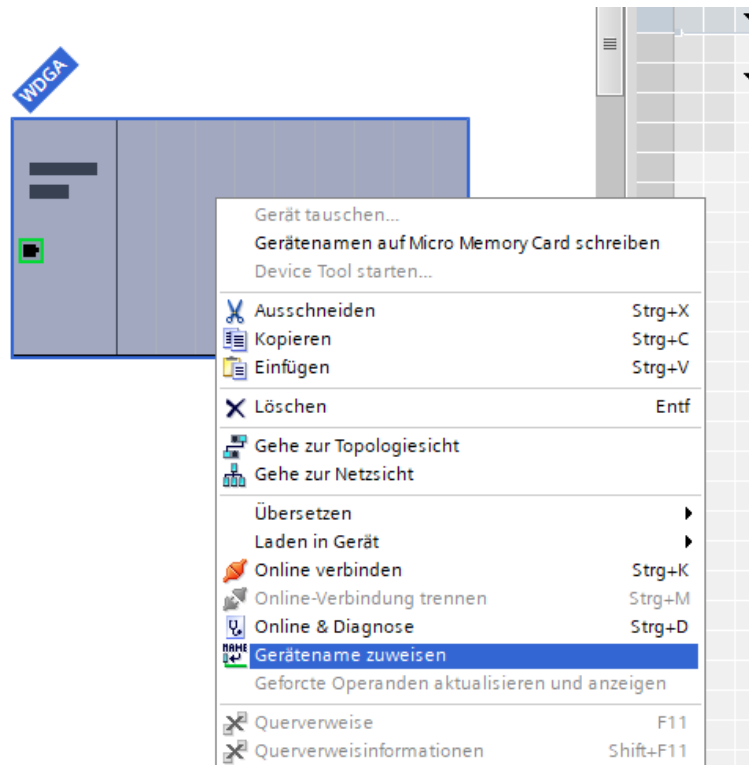 WDGA
Gerät tauschen...
Gerätenamen auf Micro Memory Card schreiben
Device Tool starten...
Ausschneiden Strg+X
Kopieren Strg+C
Einfügen Strg+V
Löschen Entf
Gehe zur Topologiesicht
Gehe zur Netzsicht
Übersetzen
Laden in Gerät
Online verbinden Strg+K
Online-Verbindung trennen Strg+M
Online & Diagnose Strg+D
NAME Gerätename zuweisen
Geforcte Operanden aktualisieren und anzeigen
Querverweise F11
Querverweisinformationen Shift+F11